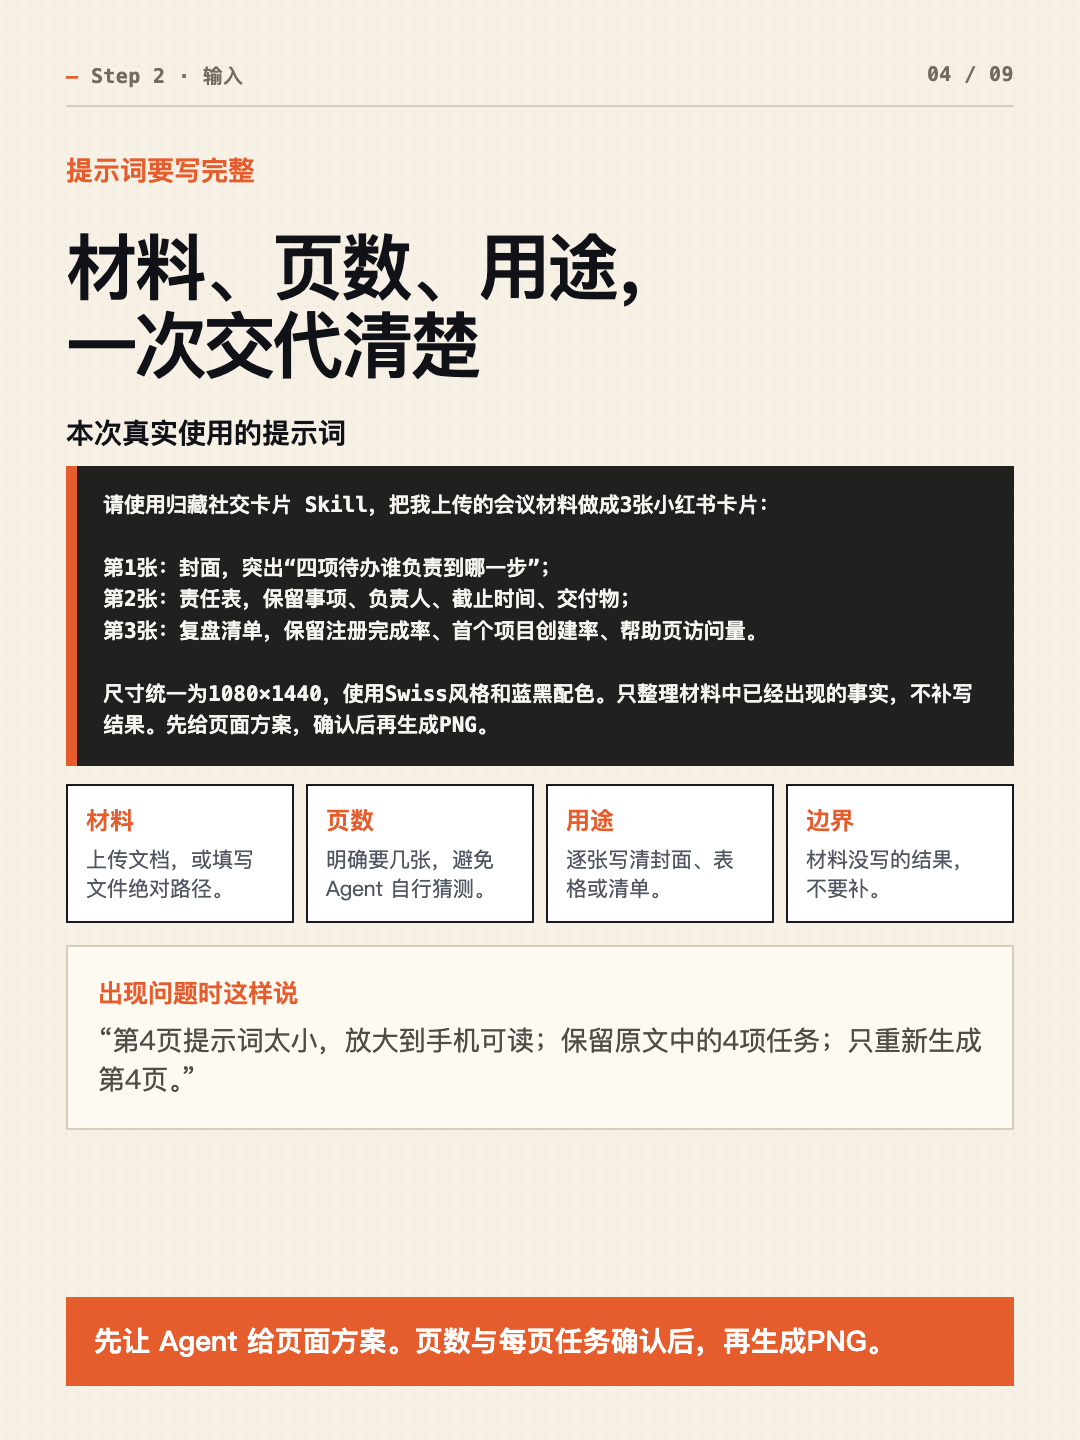 — Step 2 · 输入
04 / 09
提示词要写完整
材料、页数、用途,
一次交代清楚
本次真实使用的提示词
请使用归藏社交卡片 Skill，把我上传的会议材料做成3张小红书卡片：
第1张：封面，突出“四项待办谁负责到哪一步”；
第2张：责任表，保留事项、负责人、截止时间、交付物；
第3张：复盘清单，保留注册完成率、首个项目创建率、帮助页访问量。
尺寸统一为1080×1440，使用Swiss风格和蓝黑配色。只整理材料中已经出现的事实，不补写
结果。先给页面方案，确认后再生成PNG。
材料
上传文档，或填写
文件绝对路径。
页数
明确要几张，避免
Agent 自行猜测。
用途
逐张写清封面、表
格或清单。
边界
材料没写的结果，
不要补。
出现问题时这样说
“第4页提示词太小，放大到手机可读；保留原文中的4项任务；只重新生成
第4页。”
先让 Agent 给页面方案。页数与每页任务确认后，再生成PNG。